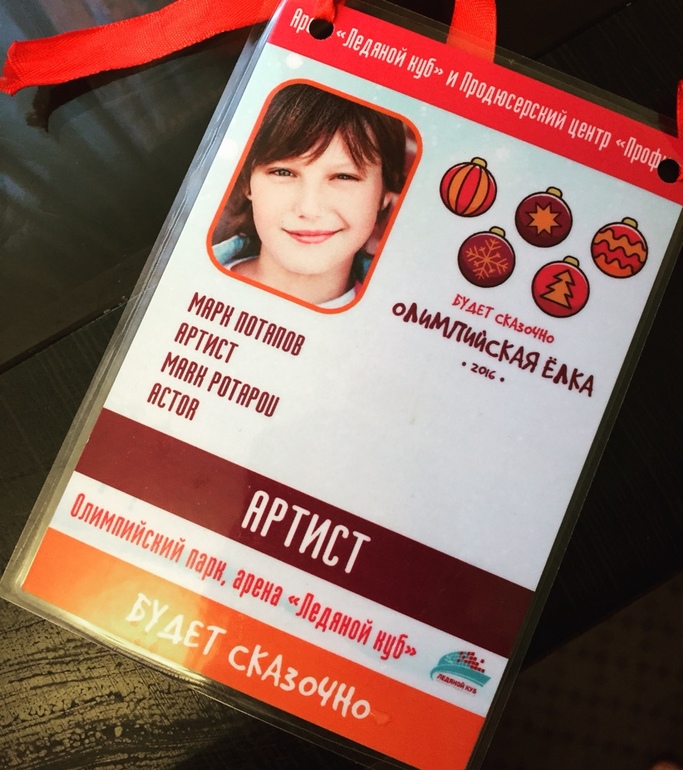 Арена «Ледяной куб» и Продюсерский центр «Проф
МАРК ПОТАПОВ
АРТИСТ
MARK POTAPOV
ACTOR
БУДЕТ СКАЗОЧНО
ОЛИМПИЙСКАЯ ЁЛКА
• 2016 •
АРТИСТ
Олимпийский парк, арена «Ледяной куб»
ЛЕДЯНОЙ КУБ
БУДЕТ СКАЗОЧНО